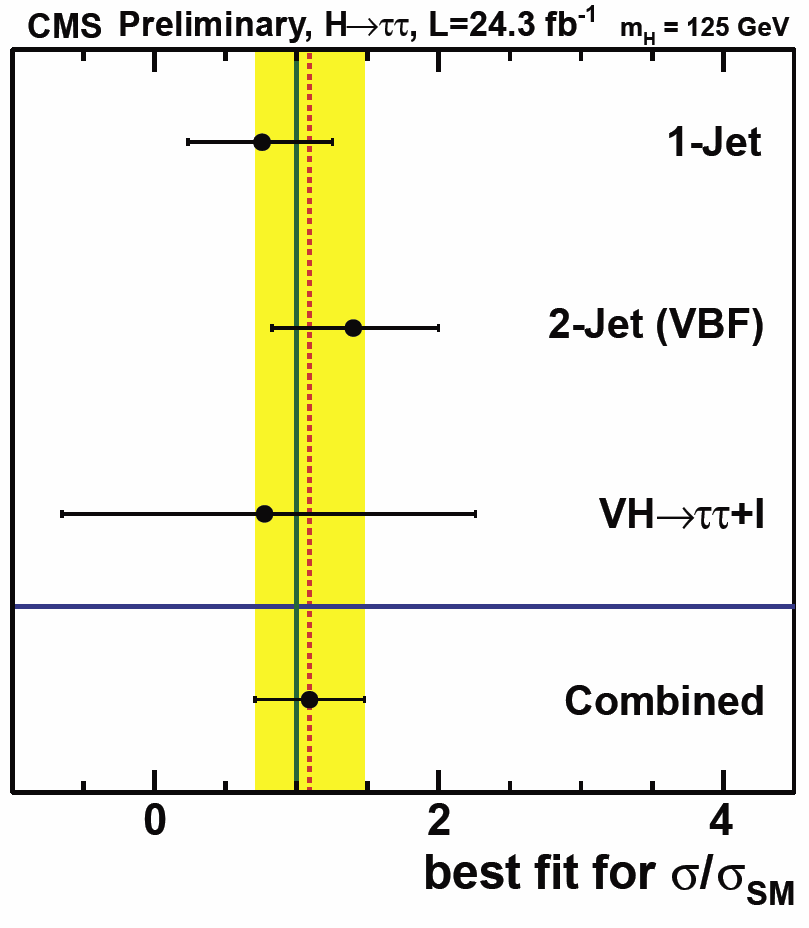 CMS Preliminary, H→ττ, L=24.3 fb⁻¹ m_H = 125 GeV
1-Jet
2-Jet (VBF)
VH→ττ+l
Combined
0 2 4
best fit for σ/σ_SM